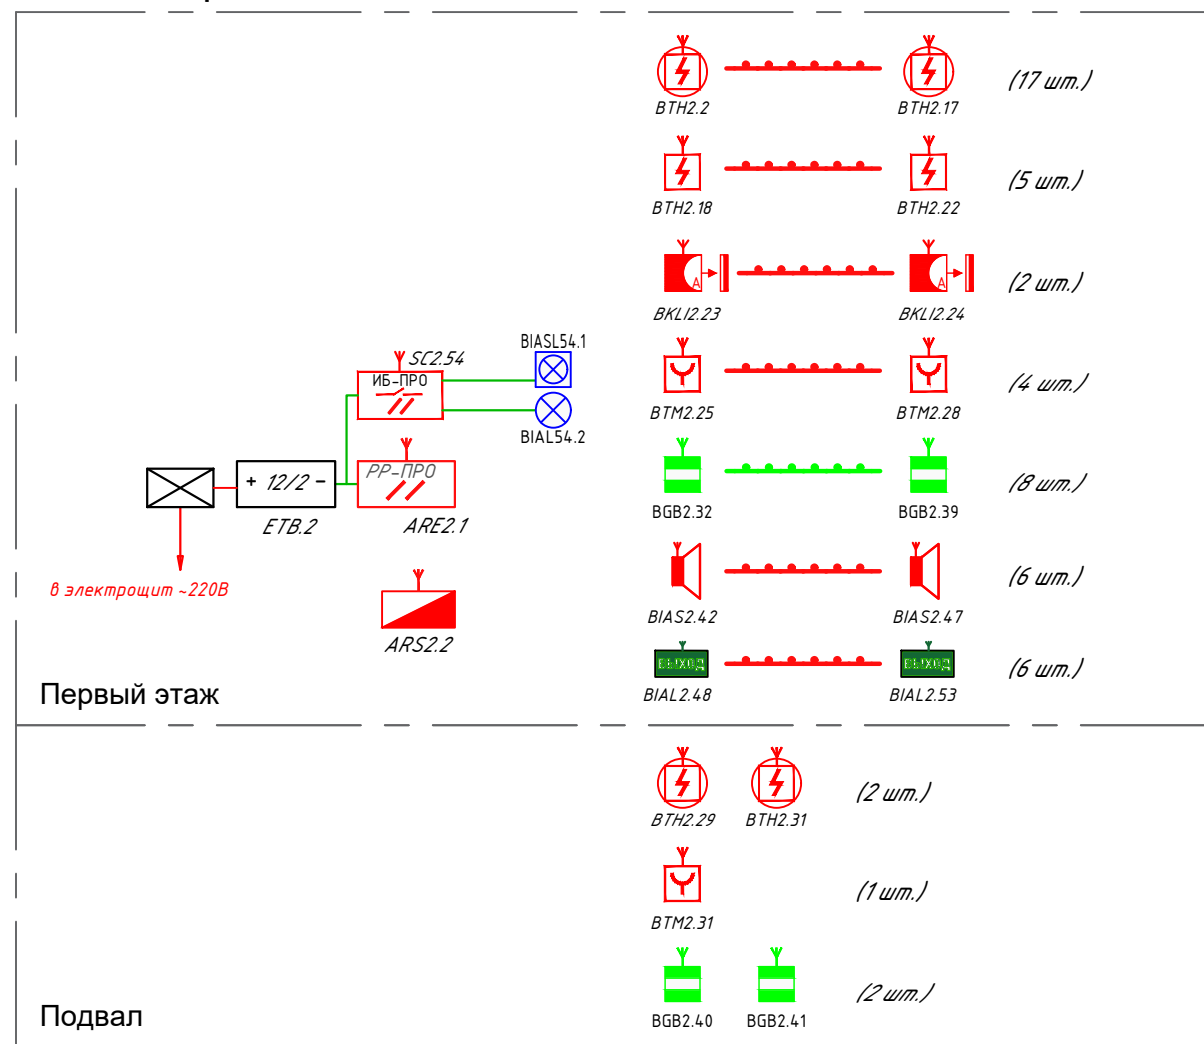 BTH2.2
BTH2.17
(17 шт.)
BTH2.18
BTH2.22
(5 шт.)
BKLI2.23
BKLI2.24
(2 шт.)
BTM2.25
BTM2.28
(4 шт.)
BGB2.32
BGB2.39
(8 шт.)
BIAS2.42
BIAS2.47
(6 шт.)
ВЫХОД
ВЫХОД
BIAL2.48
BIAL2.53
(6 шт.)
A
A
SC2.54
ИБ-ПРО
BIASL54.1
BIAL54.2
+ 12/2 -
ETB.2
РР-ПРО
ARE2.1
в электрощит ~220В
ARS2.2
Первый этаж
BTH2.29
BTH2.31
(2 шт.)
BTM2.31
(1 шт.)
BGB2.40
BGB2.41
(2 шт.)
Подвал